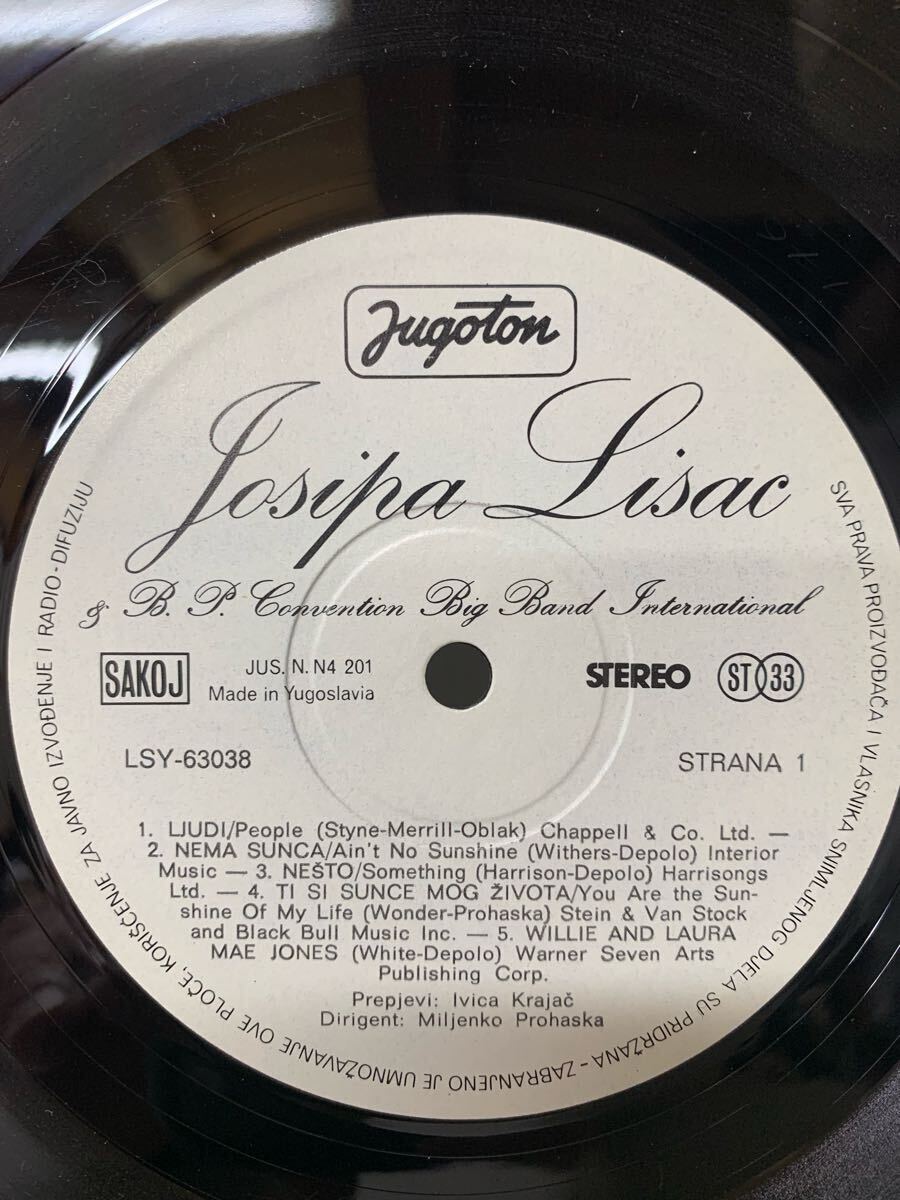 Jugoton
Josipa Lisac
& B. P. Convention Big Band International
SAKOJ
JUS. N. N4 201
Made in Yugoslavia
STEREO
ST 33
LSY-63038
STRANA 1
1. LJUDI/People (Styne-Merrill-Oblak) Chappell & Co. Ltd. —
2. NEMA SUNCA/Ain't No Sunshine (Withers-Depolo) Interior
Music — 3. NEŠTO/Something (Harrison-Depolo) Harrisongs
Ltd. — 4. TI SI SUNCE MOG ŽIVOTA/You Are the Sun-
shine Of My Life (Wonder-Prohaska) Stein & Van Stock
and Black Bull Music Inc. — 5. WILLIE AND LAURA
MAE JONES (White-Depolo) Warner Seven Arts
Publishing Corp.
Prepjevi: Ivica Krajač
Dirigent: Miljenko Prohaska
SVA PRAVA PROIZVOĐAČA I VLASNIKA SNIMLJENOG DJELA SU PRIDRŽANA – ZABRANJENO JE UMNOŽAVANJE OVE PLOČE, KORIŠĆENJE ZA JAVNO IZVOĐENJE I RADIO-DIFUZIJU